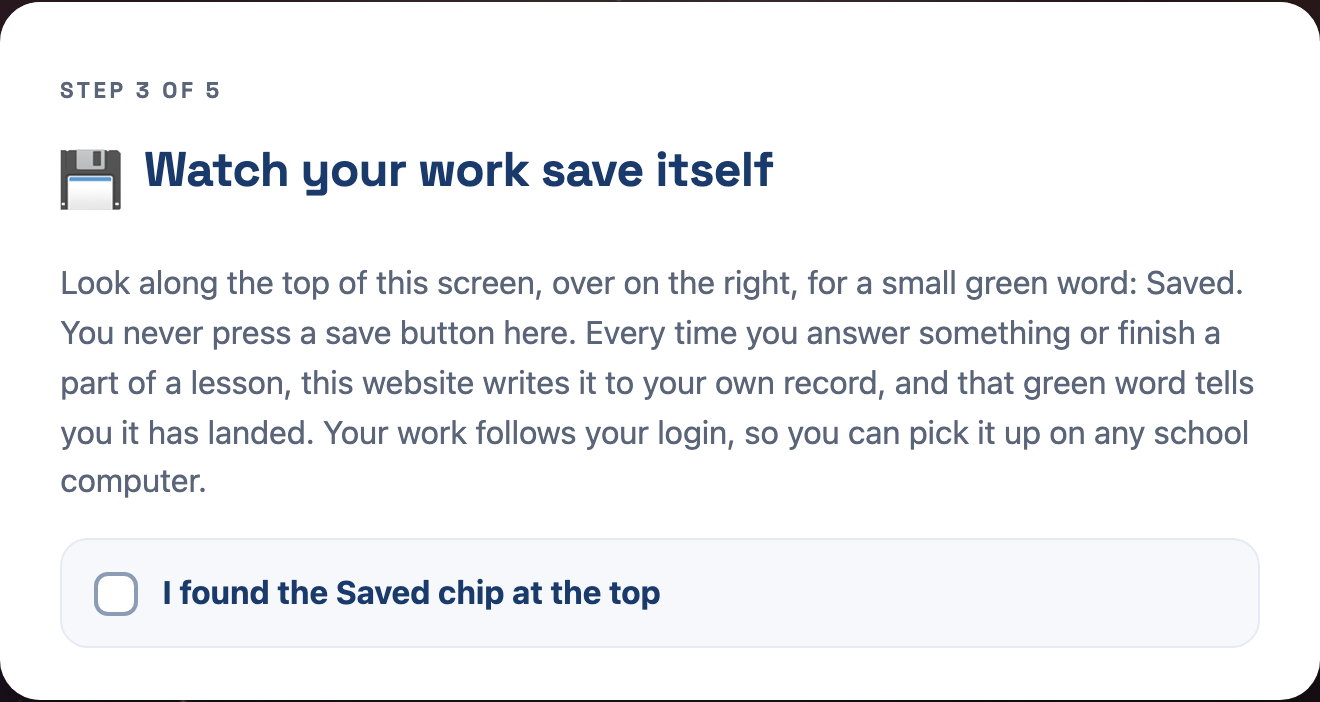 STEP 3 OF 5
Watch your work save itself
Look along the top of this screen, over on the right, for a small green word: Saved.
You never press a save button here. Every time you answer something or finish a
part of a lesson, this website writes it to your own record, and that green word tells
you it has landed. Your work follows your login, so you can pick it up on any school
computer.
I found the Saved chip at the top